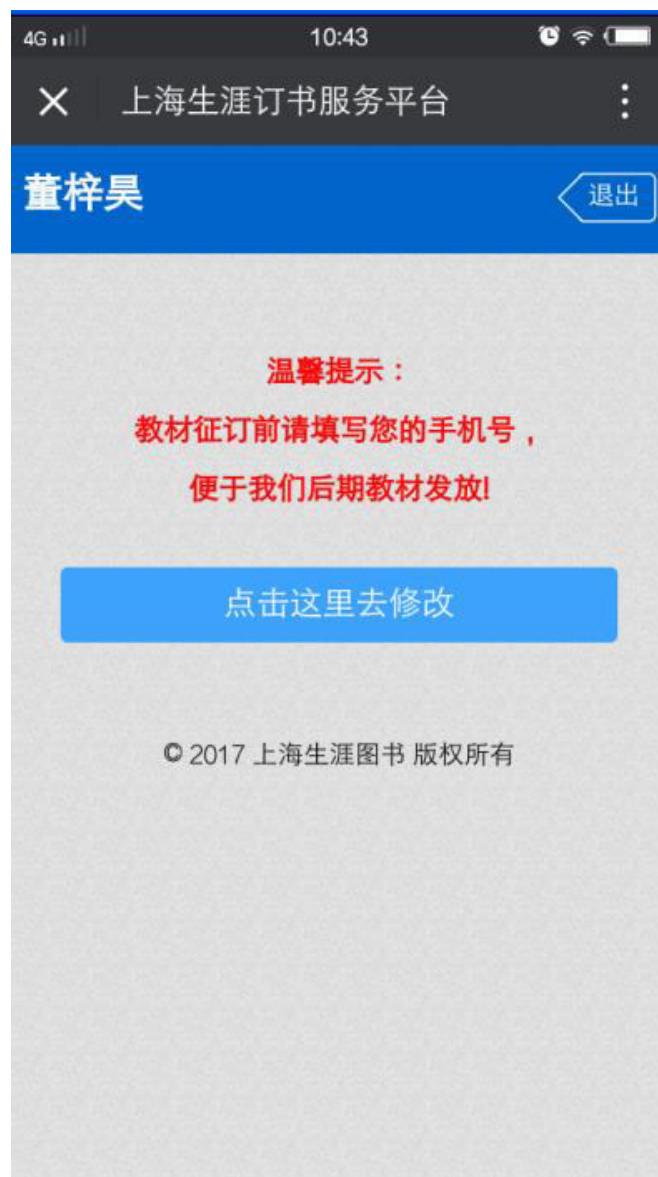 4G 10:43
上海生涯订书服务平台
董梓昊
退出
温馨提示：
教材征订前请填写您的手机号，
便于我们后期教材发放!
点击这里去修改
© 2017 上海生涯图书 版权所有